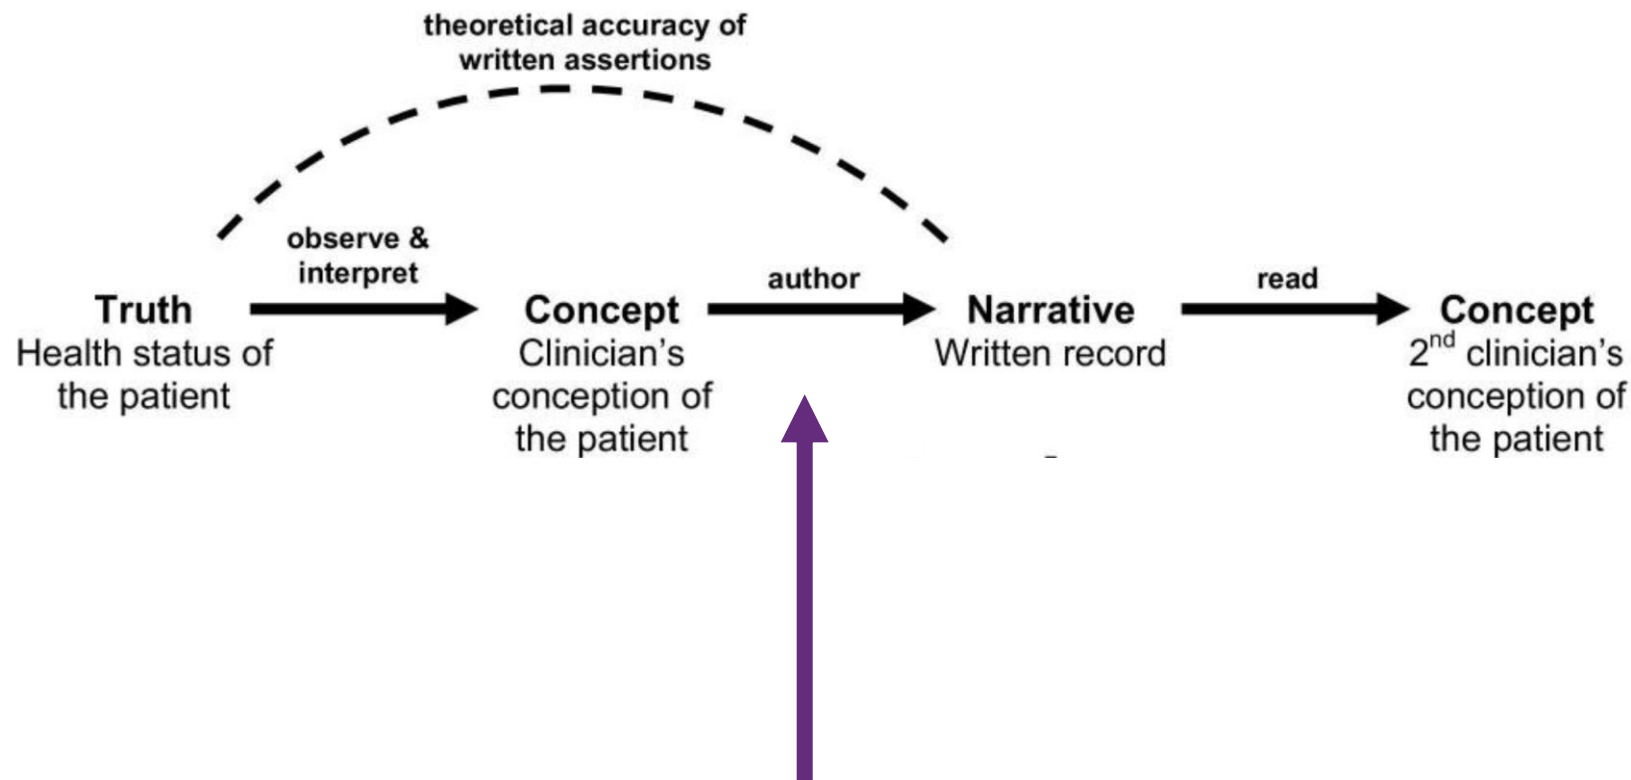 theoretical accuracy of
written assertions
observe &
interpret
author
read
Truth
Health status of
the patient
Concept
Clinician's
conception of
the patient
Narrative
Written record
Concept
2nd clinician's
conception of
the patient